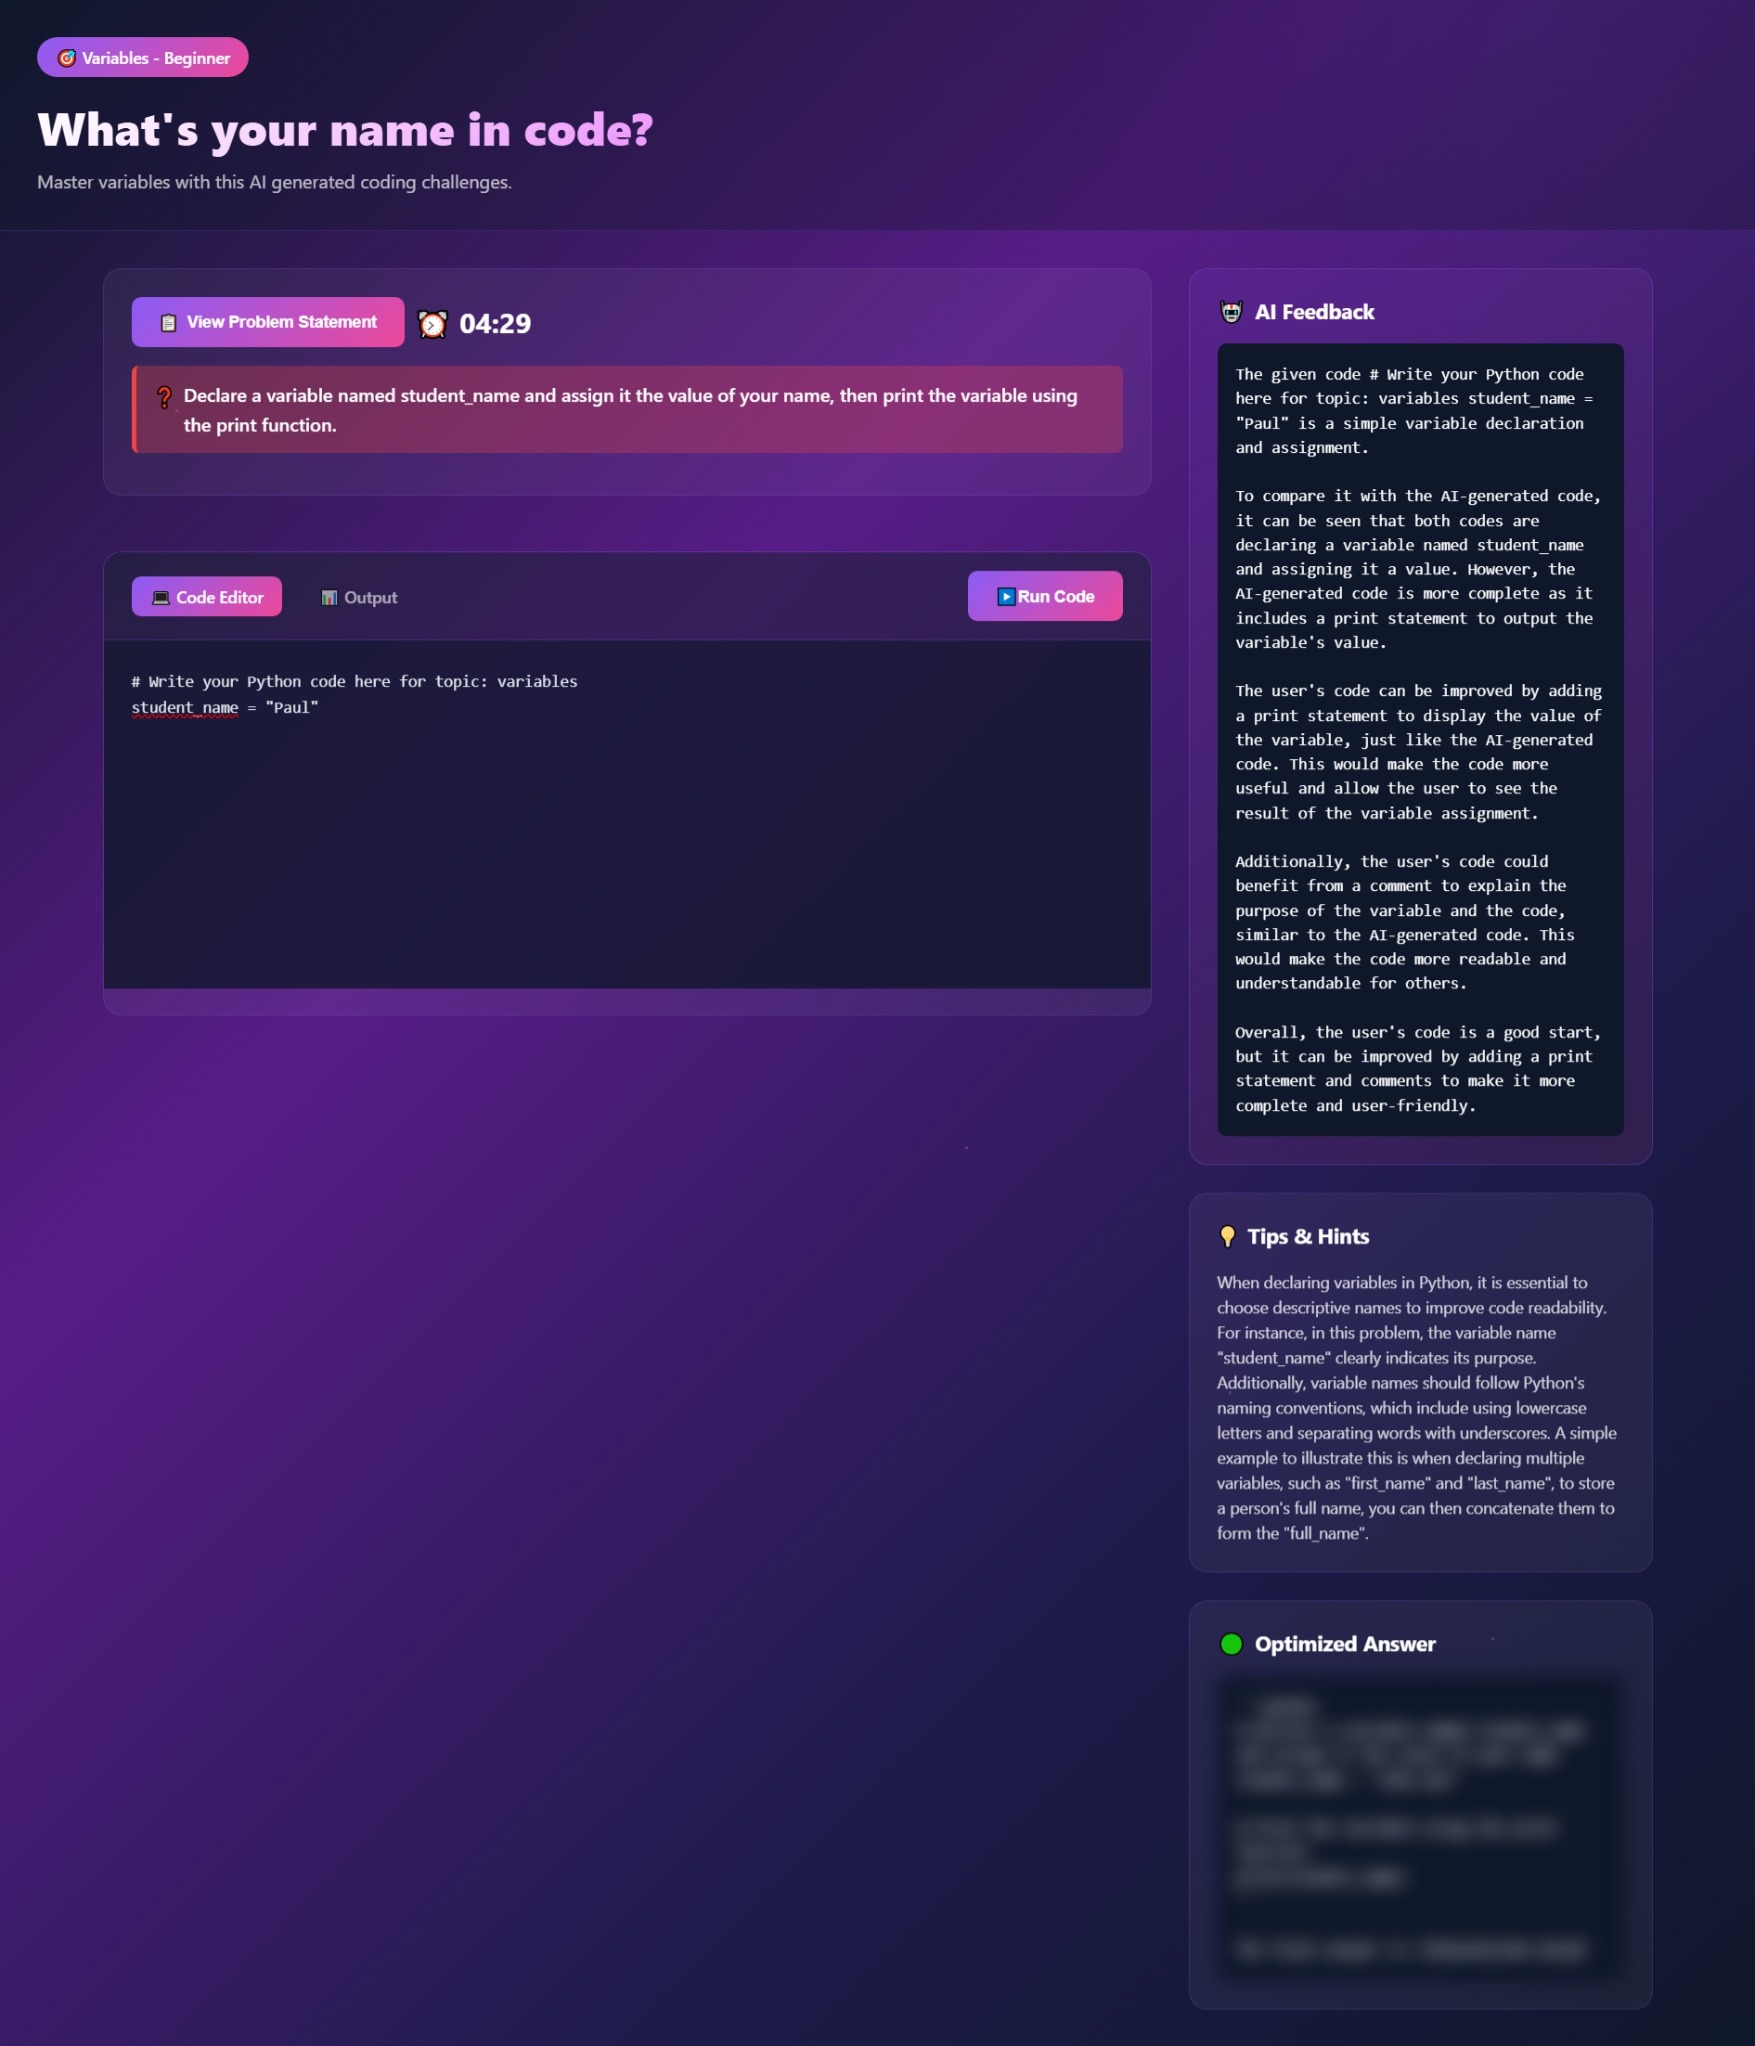 Variables - Beginner
What's your name in code?
Master variables with this AI generated coding challenges.
View Problem Statement
04:29
Declare a variable named student_name and assign it the value of your name, then print the variable using
the print function.
Code Editor
Output
Run Code
# Write your Python code here for topic: variables
student_name = "Paul"
AI Feedback
The given code # Write your Python code
here for topic: variables student_name =
"Paul" is a simple variable declaration
and assignment.
To compare it with the AI-generated code,
it can be seen that both codes are
declaring a variable named student_name
and assigning it a value. However, the
AI-generated code is more complete as it
includes a print statement to output the
variable's value.
The user's code can be improved by adding
a print statement to display the value of
the variable, just like the AI-generated
code. This would make the code more
useful and allow the user to see the
result of the variable assignment.
Additionally, the user's code could
benefit from a comment to explain the
purpose of the variable and the code,
similar to the AI-generated code. This
would make the code more readable and
understandable for others.
Overall, the user's code is a good start,
but it can be improved by adding a print
statement and comments to make it more
complete and user-friendly.
Tips & Hints
When declaring variables in Python, it is essential to
choose descriptive names to improve code readability.
For instance, in this problem, the variable name
"student_name" clearly indicates its purpose.
Additionally, variable names should follow Python's
naming conventions, which include using lowercase
letters and separating words with underscores. A simple
example to illustrate this is when declaring multiple
variables, such as "first_name" and "last_name", to store
a person's full name, you can then concatenate them to
form the "full_name".
Optimized Answer